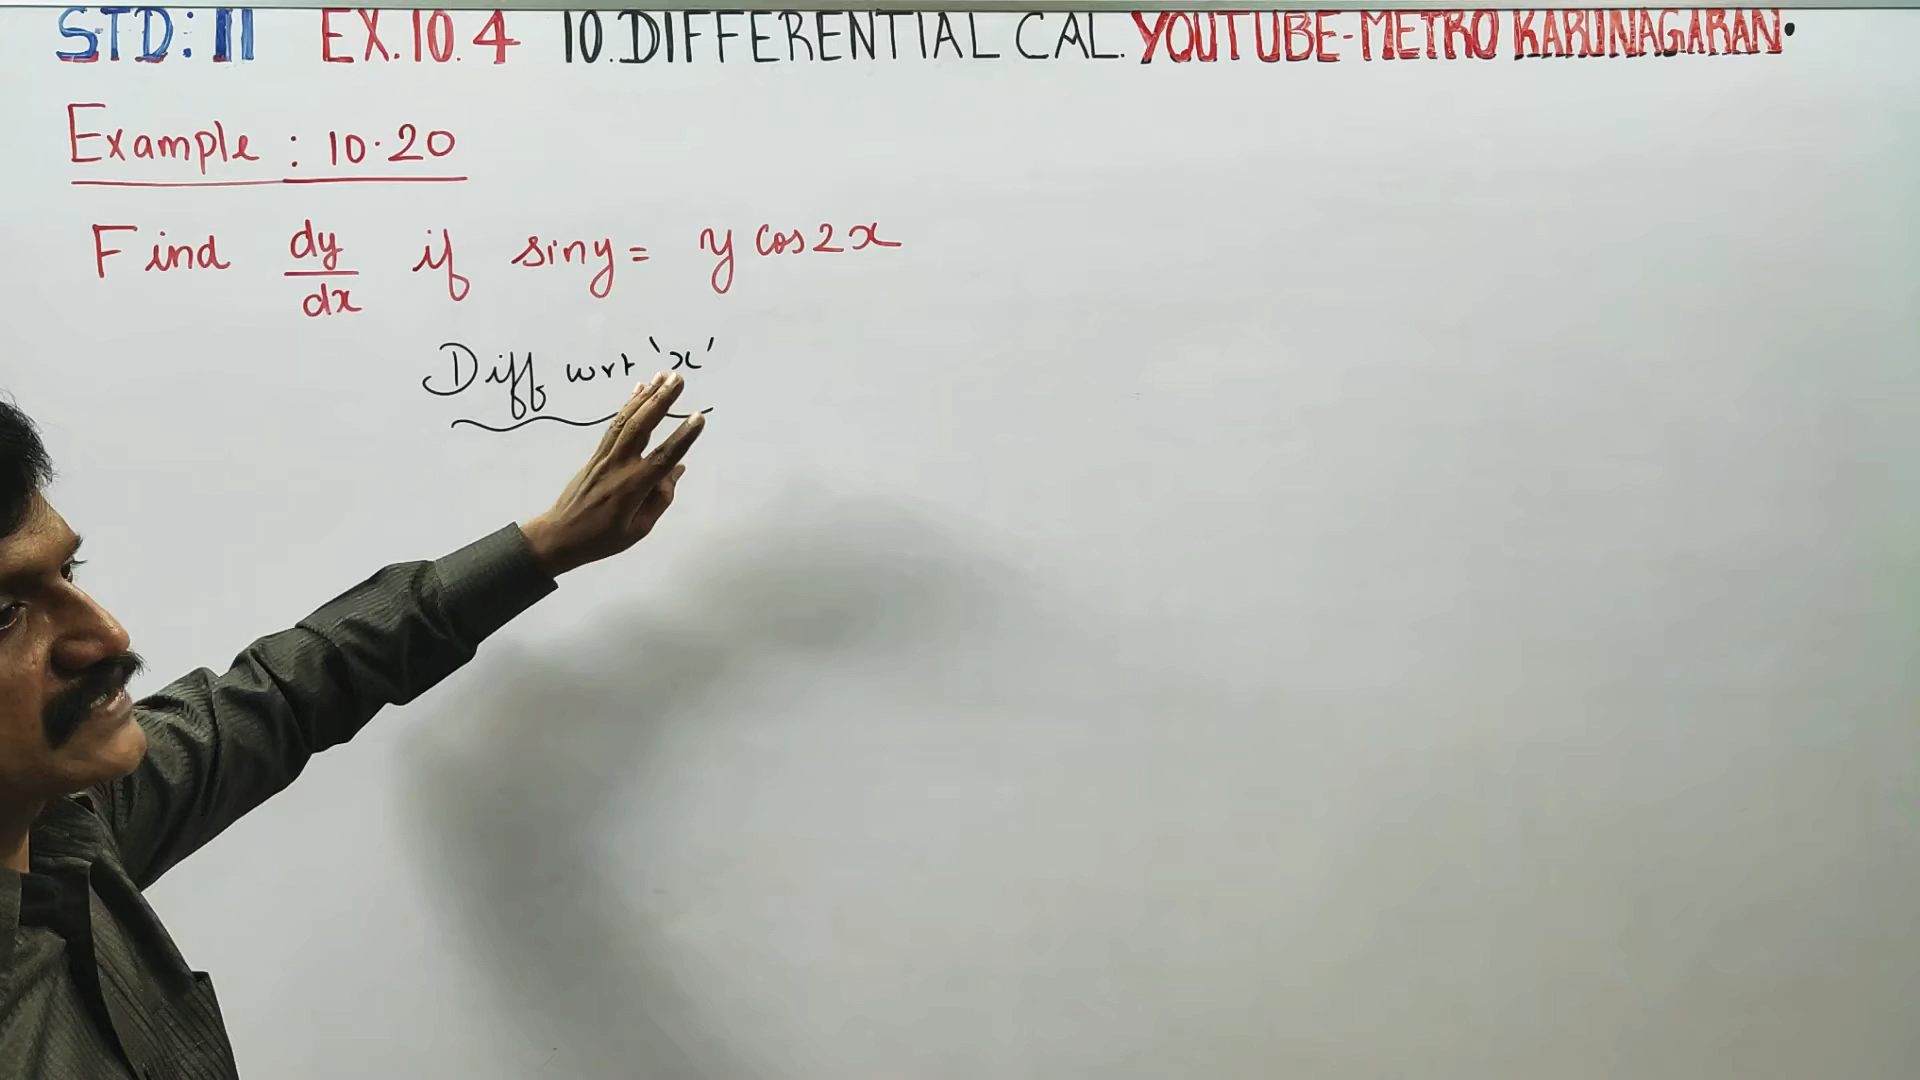 STD: 11 EX.10.4 10.DIFFERENTIAL CAL. YOUTUBE-METRO KARUNAGARAN.
Example : 10.20
Find dy/dx if siny = y cos2x
Diff wrt 'x'